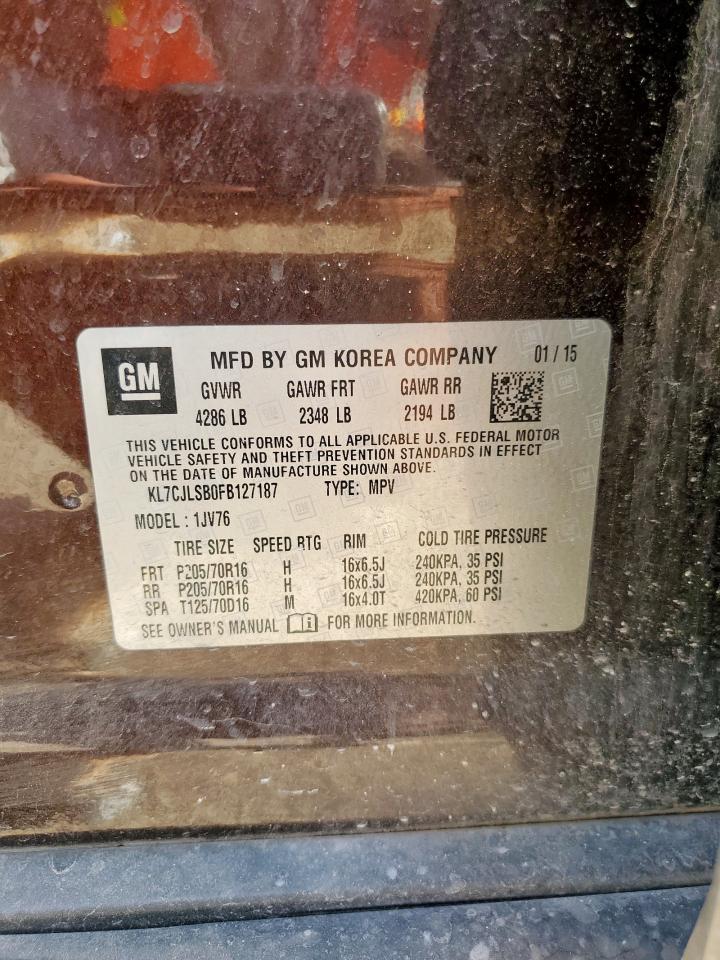 GM
MFD BY GM KOREA COMPANY 01 / 15
GVWR GAWR FRT GAWR RR
4286 LB 2348 LB 2194 LB
THIS VEHICLE CONFORMS TO ALL APPLICABLE U.S. FEDERAL MOTOR
VEHICLE SAFETY AND THEFT PREVENTION STANDARDS IN EFFECT
ON THE DATE OF MANUFACTURE SHOWN ABOVE.
KL7CJLSB0FB127187 TYPE: MPV
MODEL : 1JV76
TIRE SIZE SPEED RTG RIM COLD TIRE PRESSURE
FRT P205/70R16 H 16x6.5J 240KPA, 35 PSI
RR P205/70R16 H 16x6.5J 240KPA, 35 PSI
SPA T125/70D16 M 16x4.0T 420KPA, 60 PSI
SEE OWNER'S MANUAL FOR MORE INFORMATION.